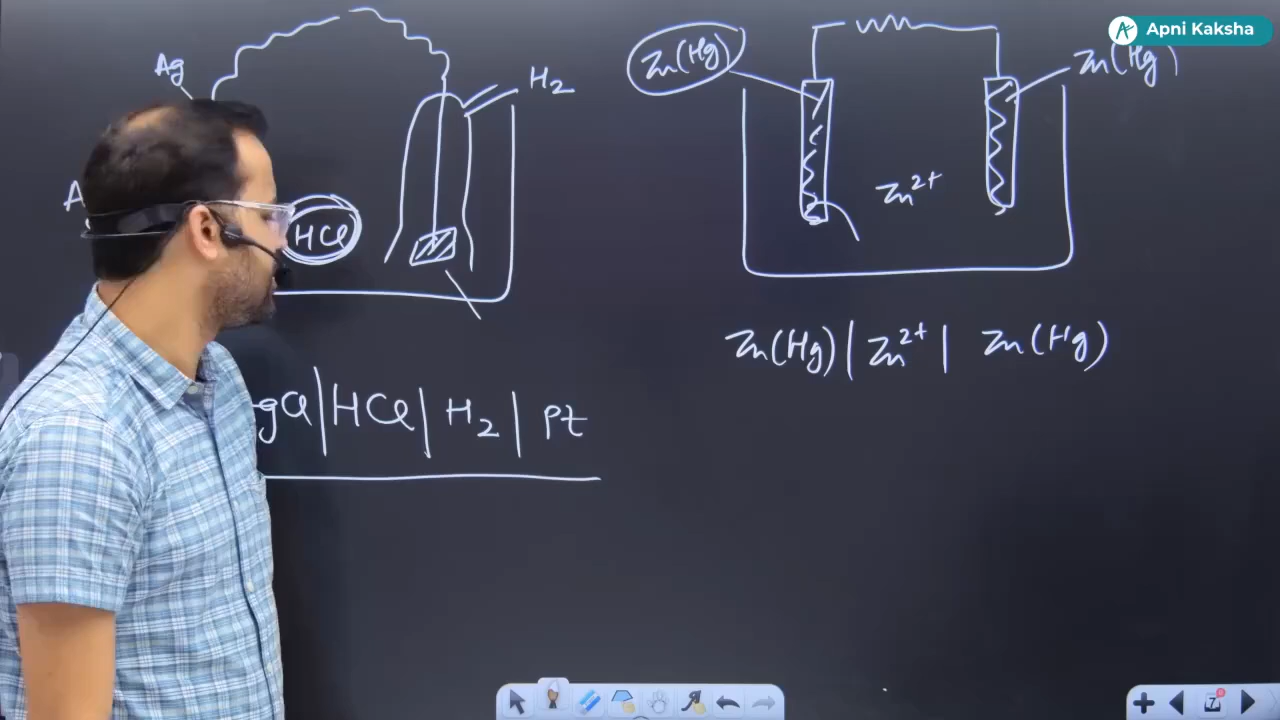 Apni Kaksha
Ag
H2
HCl
Zn(Hg)
Zn(Hg)
Zn2+
gCl|HCl|H2|Pt
Zn(Hg)|Zn2+|Zn(Hg)